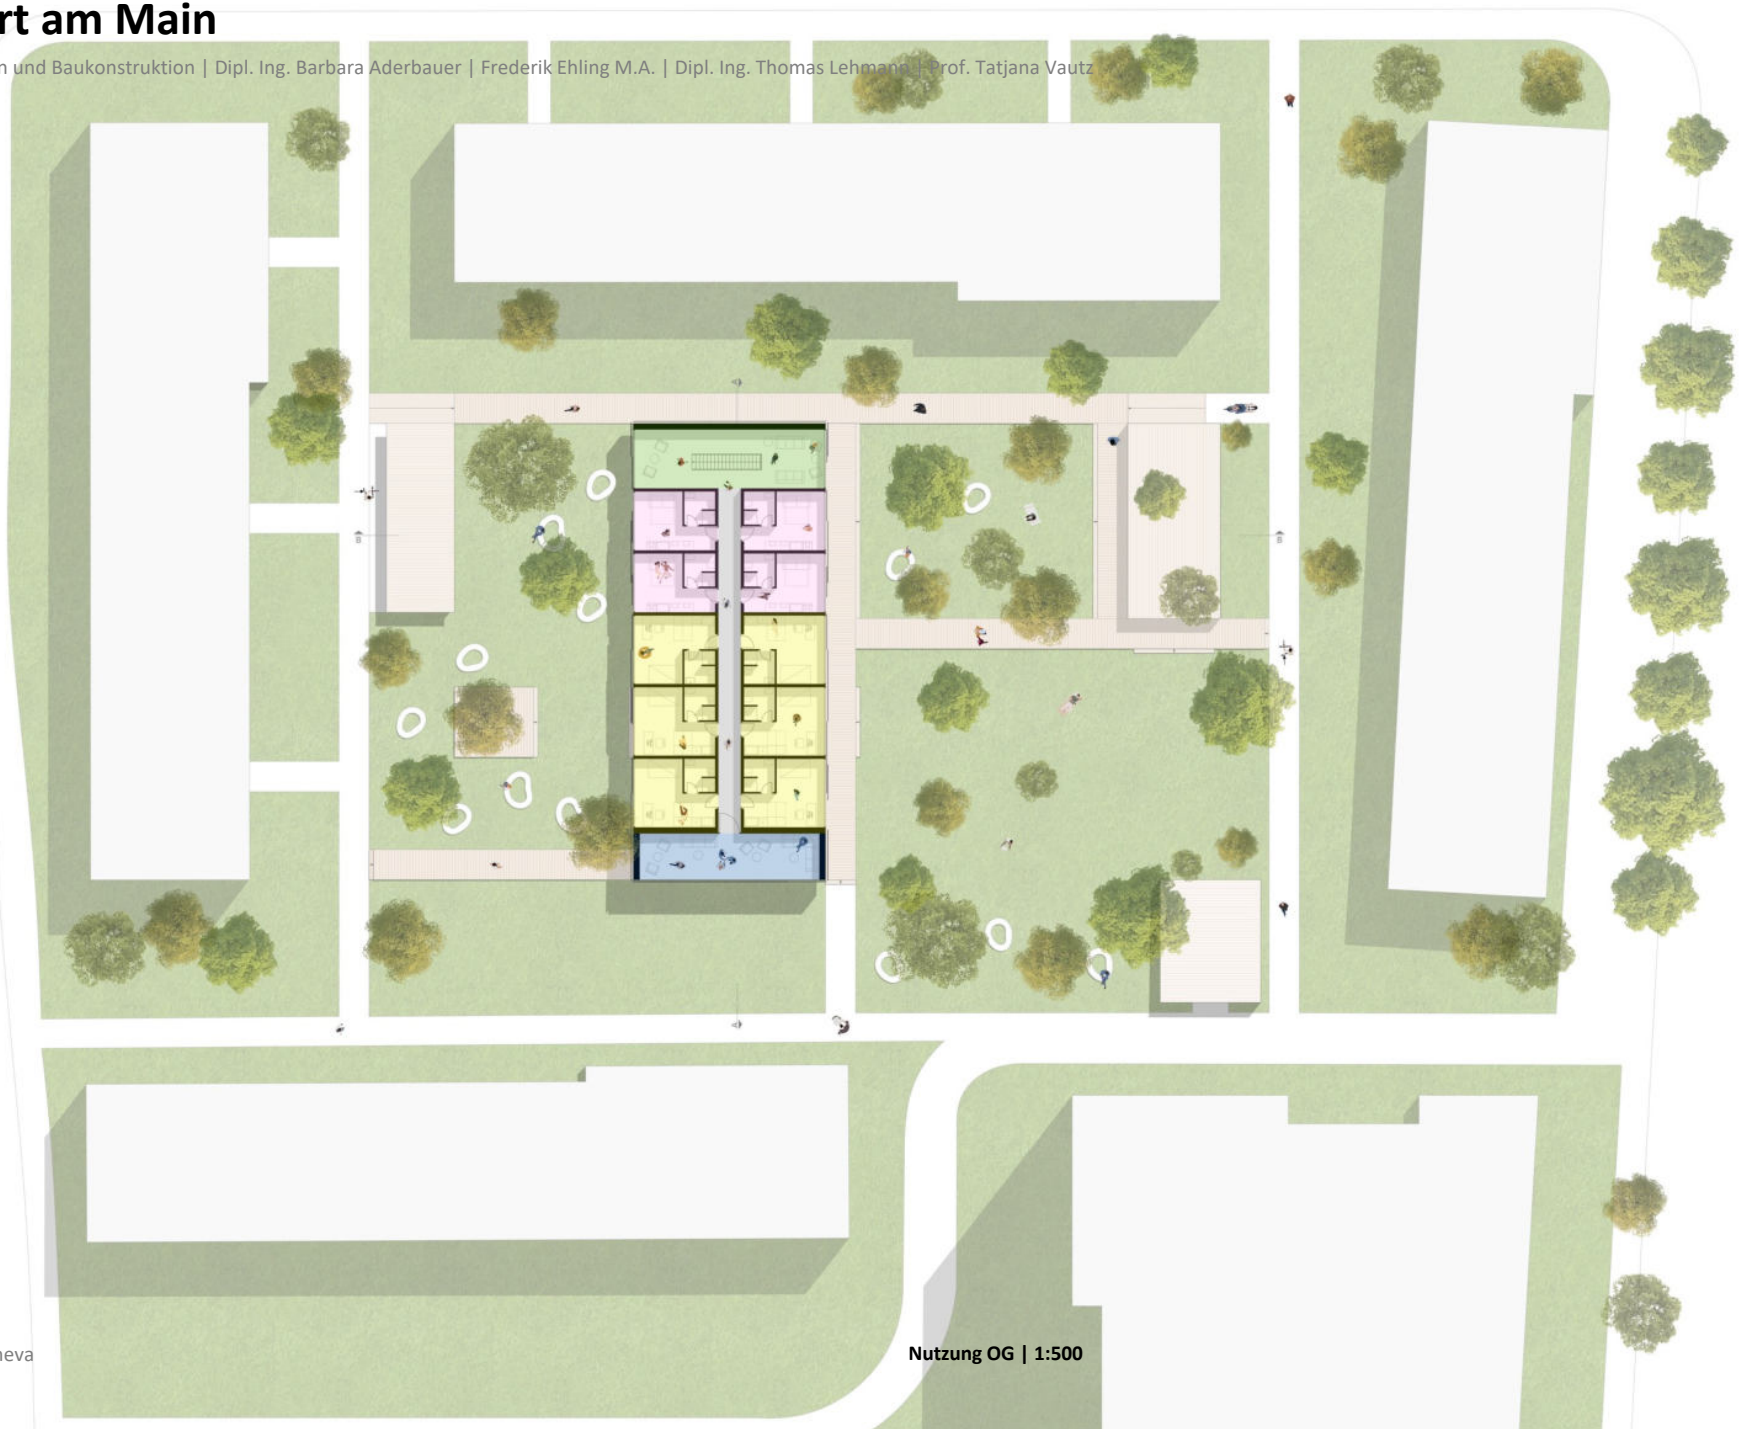 rt am Main
n und Baukonstruktion | Dipl. Ing. Barbara Aderbauer | Frederik Ehling M.A. | Dipl. Ing. Thomas Lehmann | Prof. Tatjana Vautz
neva
Nutzung OG | 1:500